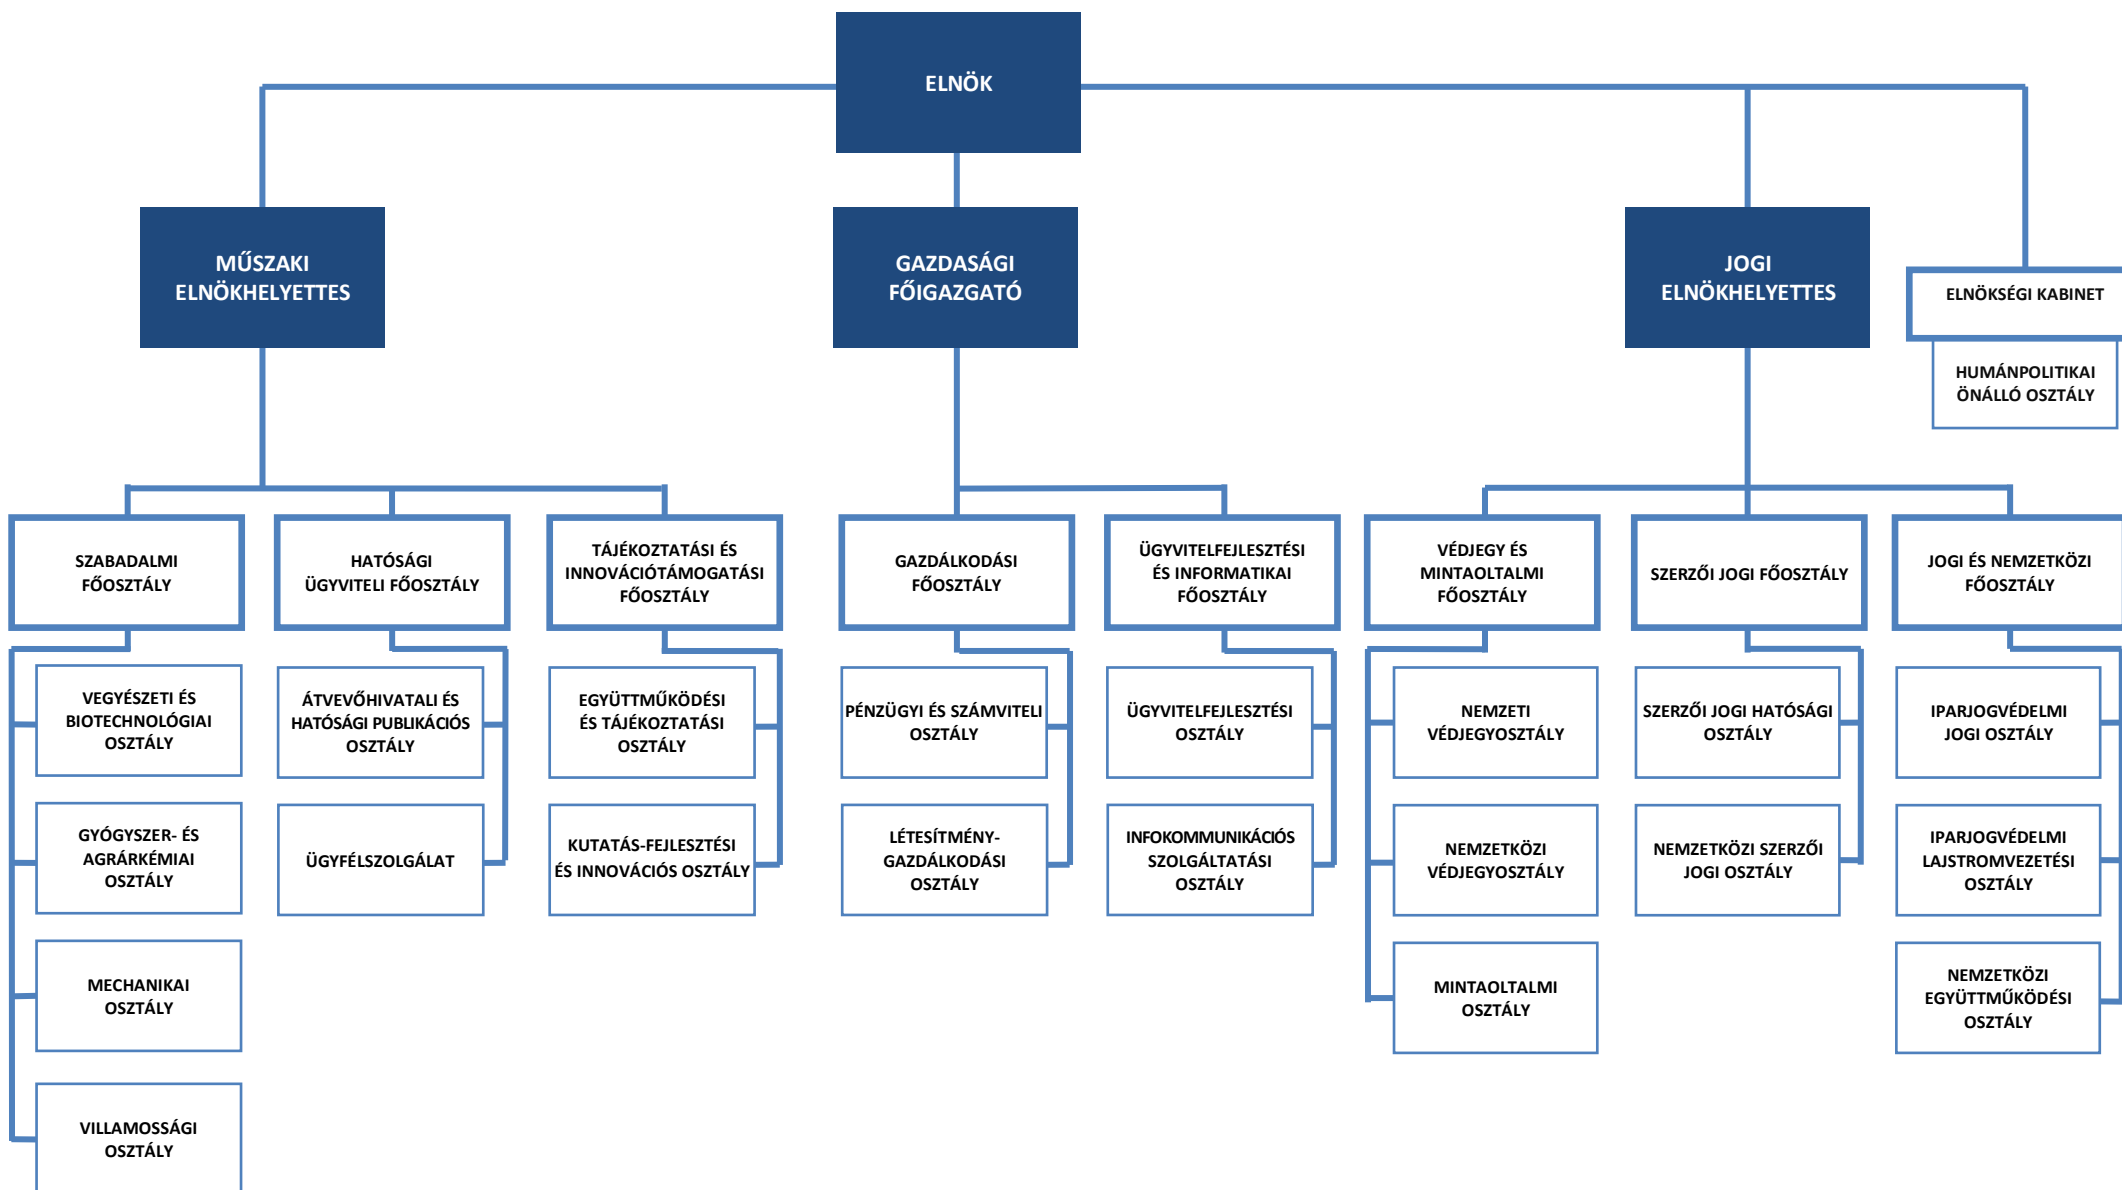 ELNÖK
MŰSZAKI
ELNÖKHELYETTES
GAZDASÁGI
FŐIGAZGATÓ
JOGI
ELNÖKHELYETTES
ELNÖKSÉGI KABINET
HUMÁNPOLITIKAI
ÖNÁLLÓ OSZTÁLY
SZABADALMI
FŐOSZTÁLY
HATÓSÁGI
ÜGYVITELI FŐOSZTÁLY
TÁJÉKOZTATÁSI ÉS
INNOVÁCIÓTÁMOGATÁSI
FŐOSZTÁLY
GAZDÁLKODÁSI
FŐOSZTÁLY
ÜGYVITELFEJLESZTÉSI
ÉS INFORMATIKAI
FŐOSZTÁLY
VÉDJEGY ÉS
MINTAOLTALMI
FŐOSZTÁLY
SZERZŐI JOGI FŐOSZTÁLY
JOGI ÉS NEMZETKÖZI
FŐOSZTÁLY
VEGYÉSZETI ÉS
BIOTECHNOLÓGIAI
OSZTÁLY
ÁTVEVŐHIVATALI ÉS
HATÓSÁGI PUBLIKÁCIÓS
OSZTÁLY
EGYÜTTMŰKÖDÉSI
ÉS TÁJÉKOZTATÁSI
OSZTÁLY
PÉNZÜGYI ÉS SZÁMVITELI
OSZTÁLY
ÜGYVITELFEJLESZTÉSI
OSZTÁLY
NEMZETI
VÉDJEGYOSZTÁLY
SZERZŐI JOGI HATÓSÁGI
OSZTÁLY
IPARJOGVÉDELMI
JOGI OSZTÁLY
GYÓGYSZER- ÉS
AGRÁRKÉMIAI
OSZTÁLY
ÜGYFÉLSZOLGÁLAT
KUTATÁS-FEJLESZTÉSI
ÉS INNOVÁCIÓS OSZTÁLY
LÉTESÍTMÉNY-
GAZDÁLKODÁSI
OSZTÁLY
INFOKOMMUNIKÁCIÓS
SZOLGÁLTATÁSI
OSZTÁLY
NEMZETKÖZI
VÉDJEGYOSZTÁLY
NEMZETKÖZI SZERZŐI
JOGI OSZTÁLY
IPARJOGVÉDELMI
LAJSTROMVEZETÉSI
OSZTÁLY
MECHANIKAI
OSZTÁLY
MINTAOLTALMI
OSZTÁLY
NEMZETKÖZI
EGYÜTTMŰKÖDÉSI
OSZTÁLY
VILLAMOSSÁGI
OSZTÁLY